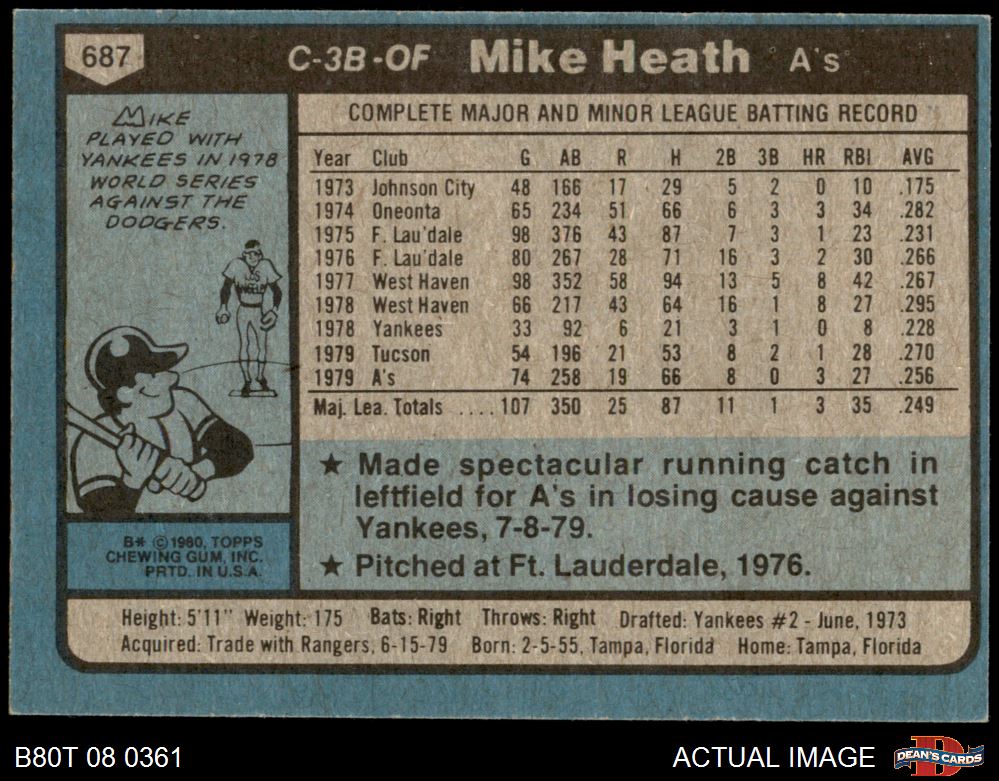 687
C-3B-OF Mike Heath A's
MIKE
PLAYED WITH
YANKEES IN 1978
WORLD SERIES
AGAINST THE
DODGERS.
LOS
ANGELES
B* © 1980, TOPPS
CHEWING GUM, INC.
PRTD. IN U.S.A.
COMPLETE MAJOR AND MINOR LEAGUE BATTING RECORD
Year Club G AB R H 2B 3B HR RBI AVG
1973 Johnson City 48 166 17 29 5 2 0 10 .175
1974 Oneonta 65 234 51 66 6 3 3 34 .282
1975 F. Lau'dale 98 376 43 87 7 3 1 23 .231
1976 F. Lau'dale 80 267 28 71 16 3 2 30 .266
1977 West Haven 98 352 58 94 13 5 8 42 .267
1978 West Haven 66 217 43 64 16 1 8 27 .295
1978 Yankees 33 92 6 21 3 1 0 8 .228
1979 Tucson 54 196 21 53 8 2 1 28 .270
1979 A's 74 258 19 66 8 0 3 27 .256
Maj. Lea. Totals .... 107 350 25 87 11 1 3 35 .249
★ Made spectacular running catch in
leftfield for A's in losing cause against
Yankees, 7-8-79.
★ Pitched at Ft. Lauderdale, 1976.
Height: 5'11" Weight: 175 Bats: Right Throws: Right Drafted: Yankees #2 - June, 1973
Acquired: Trade with Rangers, 6-15-79 Born: 2-5-55, Tampa, Florida Home: Tampa, Florida
B80T 08 0361
ACTUAL IMAGE
DEAN'S CARDS